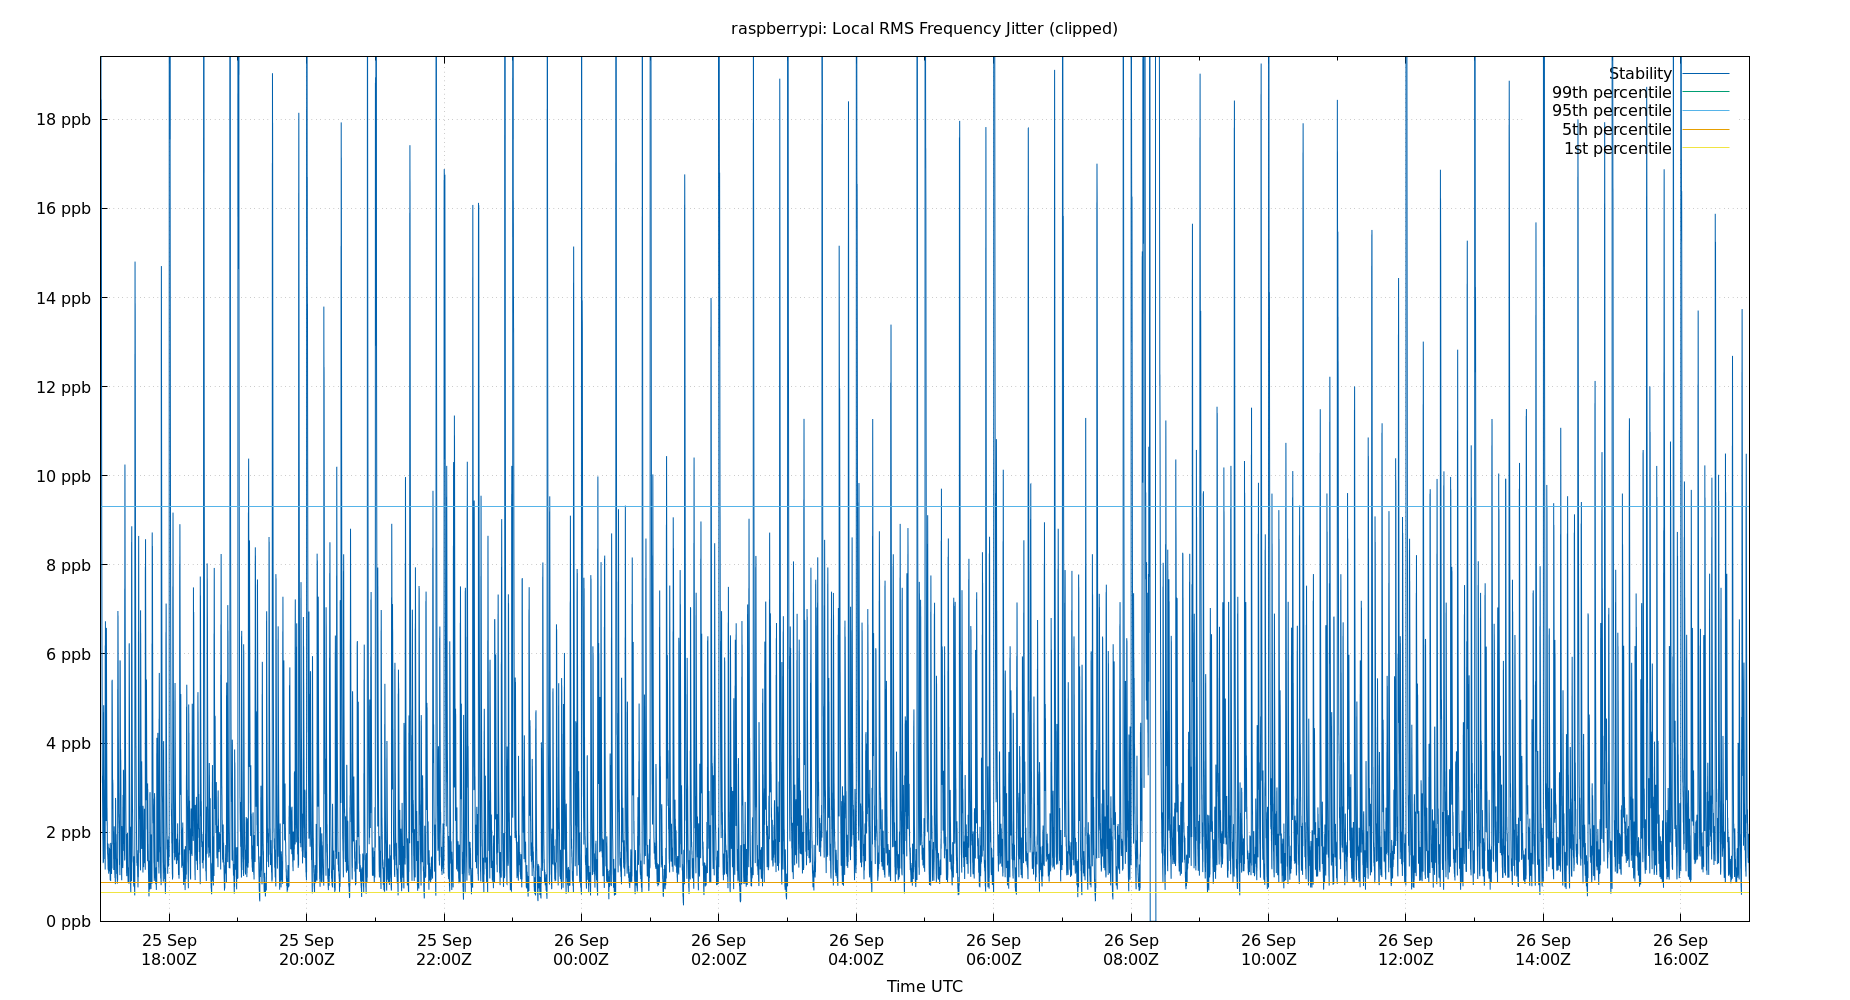 raspberrypi: Local RMS Frequency Jitter (clipped)
Stability
99th percentile
95th percentile
5th percentile
1st percentile
18 ppb
16 ppb
14 ppb
12 ppb
10 ppb
8 ppb
6 ppb
4 ppb
2 ppb
0 ppb
25 Sep 25 Sep 25 Sep 26 Sep 26 Sep 26 Sep 26 Sep 26 Sep 26 Sep 26 Sep 26 Sep 26 Sep
18:00Z 20:00Z 22:00Z 00:00Z 02:00Z 04:00Z 06:00Z 08:00Z 10:00Z 12:00Z 14:00Z 16:00Z
Time UTC